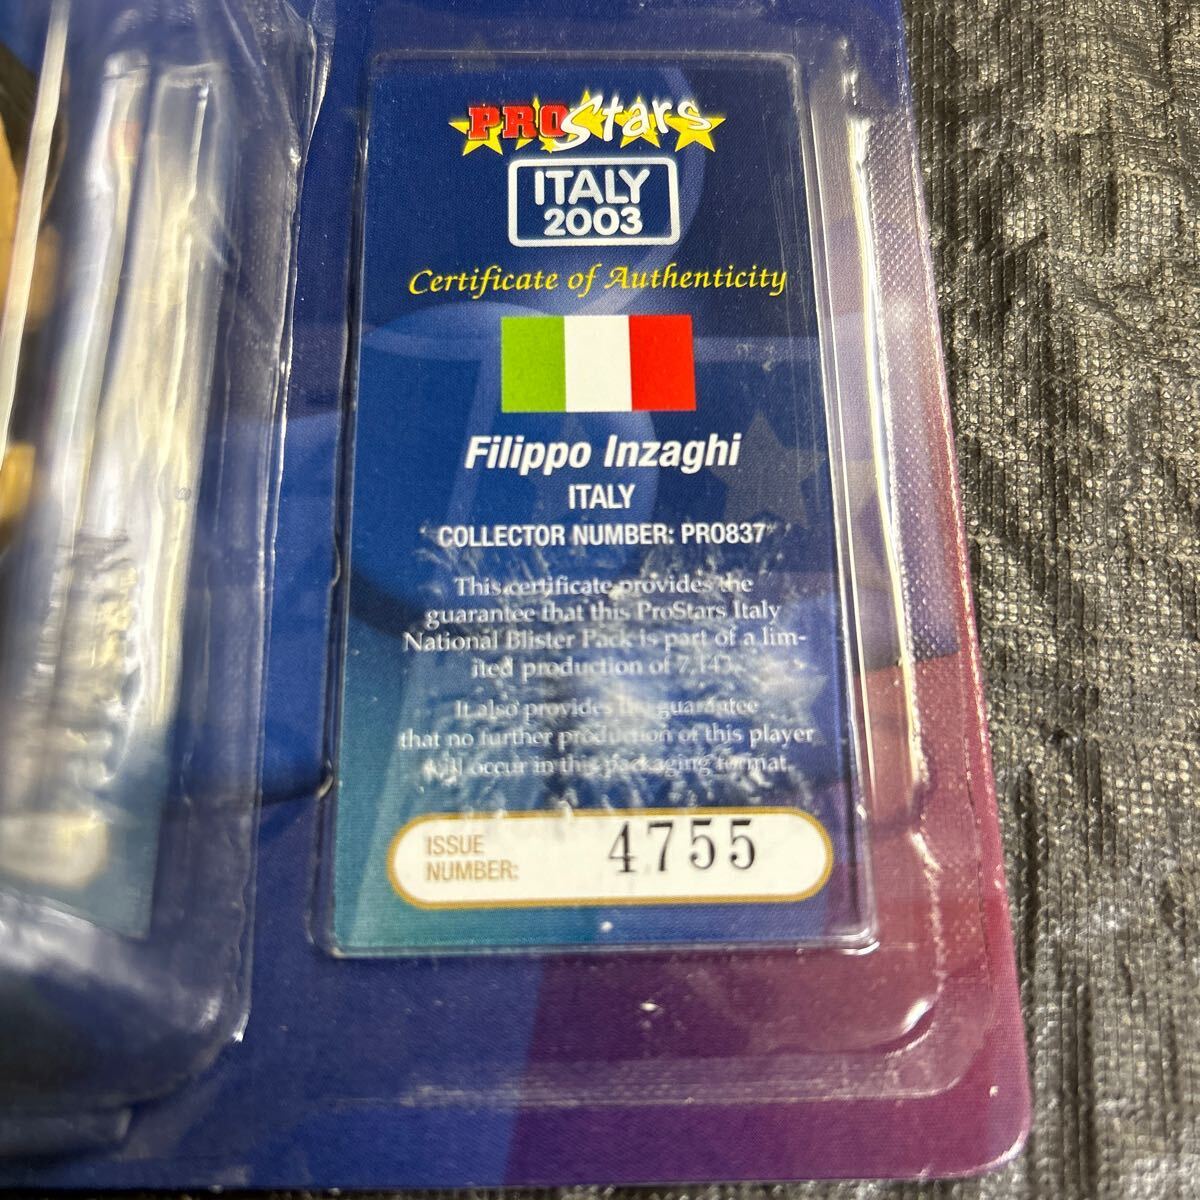 PROStars
ITALY
2003
Certificate of Authenticity
Filippo Inzaghi
ITALY
COLLECTOR NUMBER: PRO837
This certificate provides the
guarantee that this ProStars Italy
National Blister Pack is part of a lim-
ited production of
It also provides the guarantee
that no further production of this player
will occur in this packaging format.
ISSUE
NUMBER:
4755